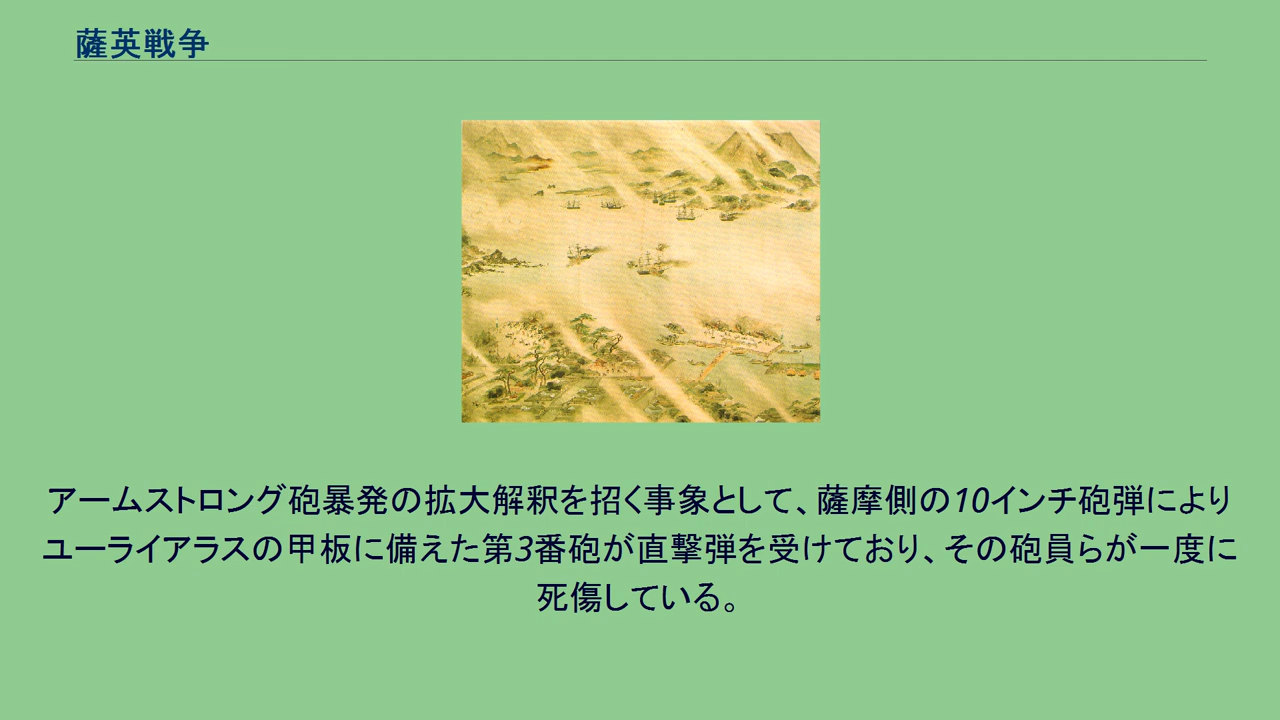 薩英戦争
アームストロング砲暴発の拡大解釈を招く事象として、薩摩側の10インチ砲弾により
ユーライアラスの甲板に備えた第3番砲が直撃弾を受けており、その砲員らが一度に
死傷している。